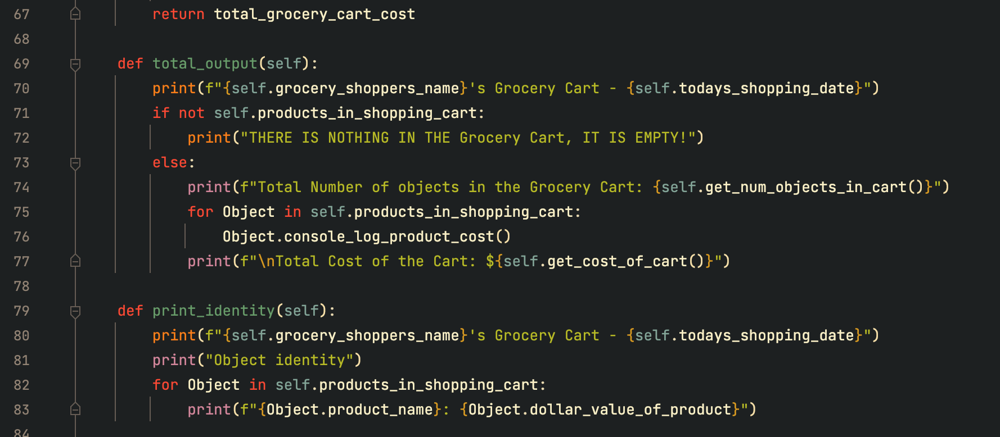 67 return total_grocery_cart_cost
68
69 def total_output(self):
70 print(f"{self.grocery_shoppers_name}'s Grocery Cart - {self.todays_shopping_date}")
71 if not self.products_in_shopping_cart:
72 print("THERE IS NOTHING IN THE Grocery Cart, IT IS EMPTY!")
73 else:
74 print(f"Total Number of objects in the Grocery Cart: {self.get_num_objects_in_cart()}")
75 for Object in self.products_in_shopping_cart:
76 Object.console_log_product_cost()
77 print(f"\nTotal Cost of the Cart: ${self.get_cost_of_cart()}")
78
79 def print_identity(self):
80 print(f"{self.grocery_shoppers_name}'s Grocery Cart - {self.todays_shopping_date}")
81 print("Object identity")
82 for Object in self.products_in_shopping_cart:
83 print(f"{Object.product_name}: {Object.dollar_value_of_product}")
84